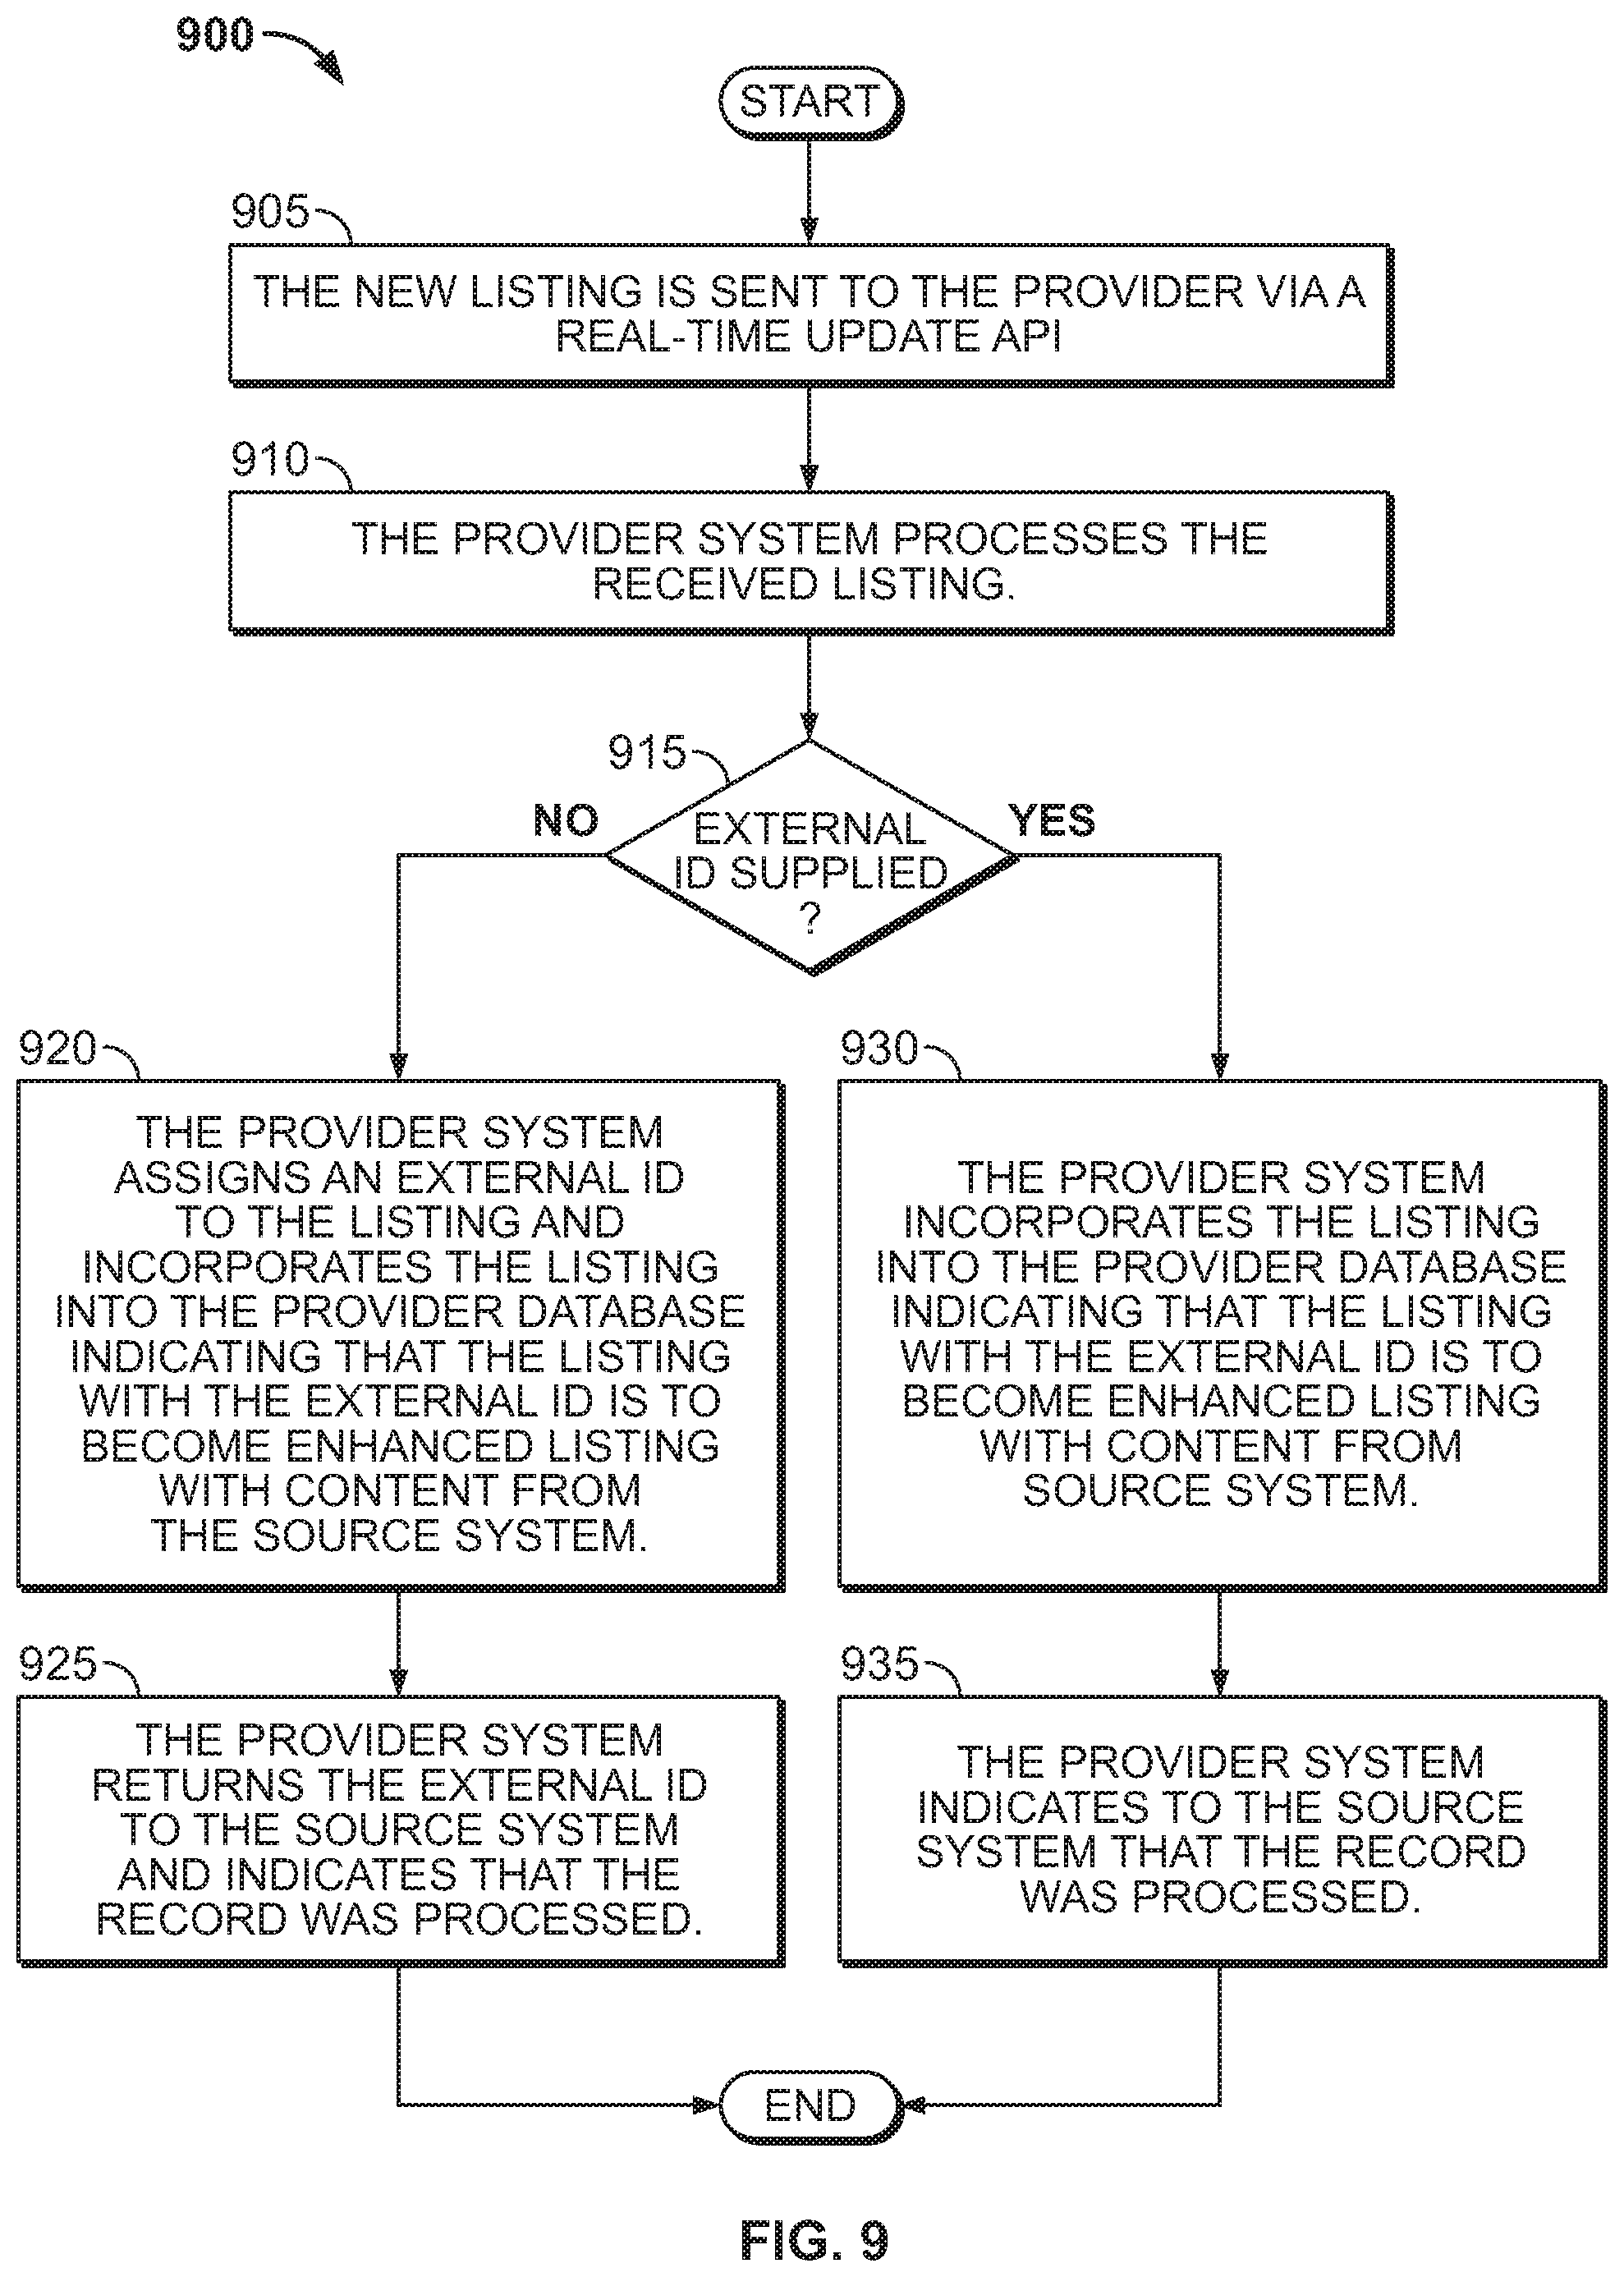 900
START
905
THE NEW LISTING IS SENT TO THE PROVIDER VIA A
REAL-TIME UPDATE API
910
THE PROVIDER SYSTEM PROCESSES THE
RECEIVED LISTING.
915
NO
YES
EXTERNAL
ID SUPPLIED
?
920
THE PROVIDER SYSTEM
ASSIGNS AN EXTERNAL ID
TO THE LISTING AND
INCORPORATES THE LISTING
INTO THE PROVIDER DATABASE
INDICATING THAT THE LISTING
WITH THE EXTERNAL ID IS TO
BECOME ENHANCED LISTING
WITH CONTENT FROM
THE SOURCE SYSTEM.
930
THE PROVIDER SYSTEM
INCORPORATES THE LISTING
INTO THE PROVIDER DATABASE
INDICATING THAT THE LISTING
WITH THE EXTERNAL ID IS TO
BECOME ENHANCED LISTING
WITH CONTENT FROM
SOURCE SYSTEM.
925
THE PROVIDER SYSTEM
RETURNS THE EXTERNAL ID
TO THE SOURCE SYSTEM
AND INDICATES THAT THE
RECORD WAS PROCESSED.
935
THE PROVIDER SYSTEM
INDICATES TO THE SOURCE
SYSTEM THAT THE RECORD
WAS PROCESSED.
END
FIG. 9